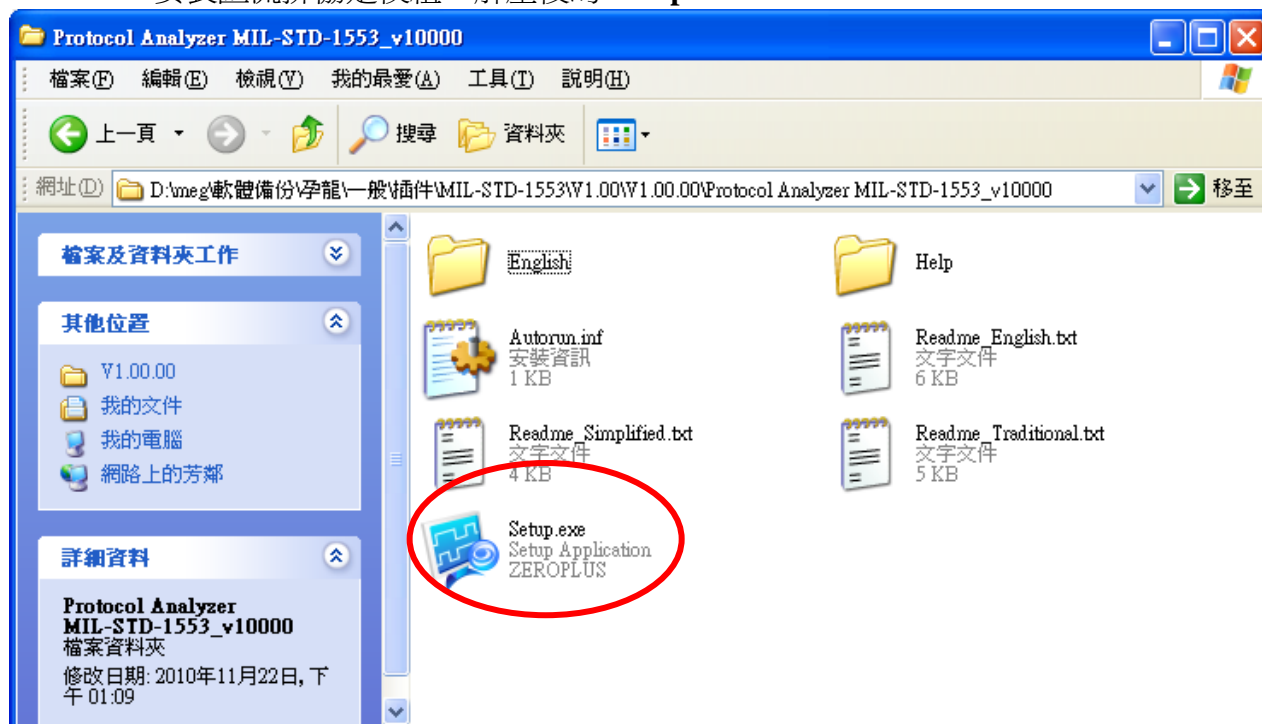 Protocol Analyzer MIL-STD-1553_v10000
檔案(F) 編輯(E) 檢視(V) 我的最愛(A) 工具(T) 說明(H)
上一頁 搜尋 資料夾
網址(D) D:\meg\軟體備份\孕龍\一般\插件\MIL-STD-1553\V1.00\V1.00.00\Protocol Analyzer MIL-STD-1553_v10000 移至
檔案及資料夾工作
其他位置
V1.00.00
我的文件
我的電腦
網路上的芳鄰
詳細資料
Protocol Analyzer
MIL-STD-1553_v10000
檔案資料夾
修改日期: 2010年11月22日, 下
午 01:09
English
Help
Autorun.inf
安裝資訊
1 KB
Readme_English.txt
文字文件
6 KB
Readme_Simplified.txt
文字文件
4 KB
Readme_Traditional.txt
文字文件
5 KB
Setup.exe
Setup Application
ZEROPLUS